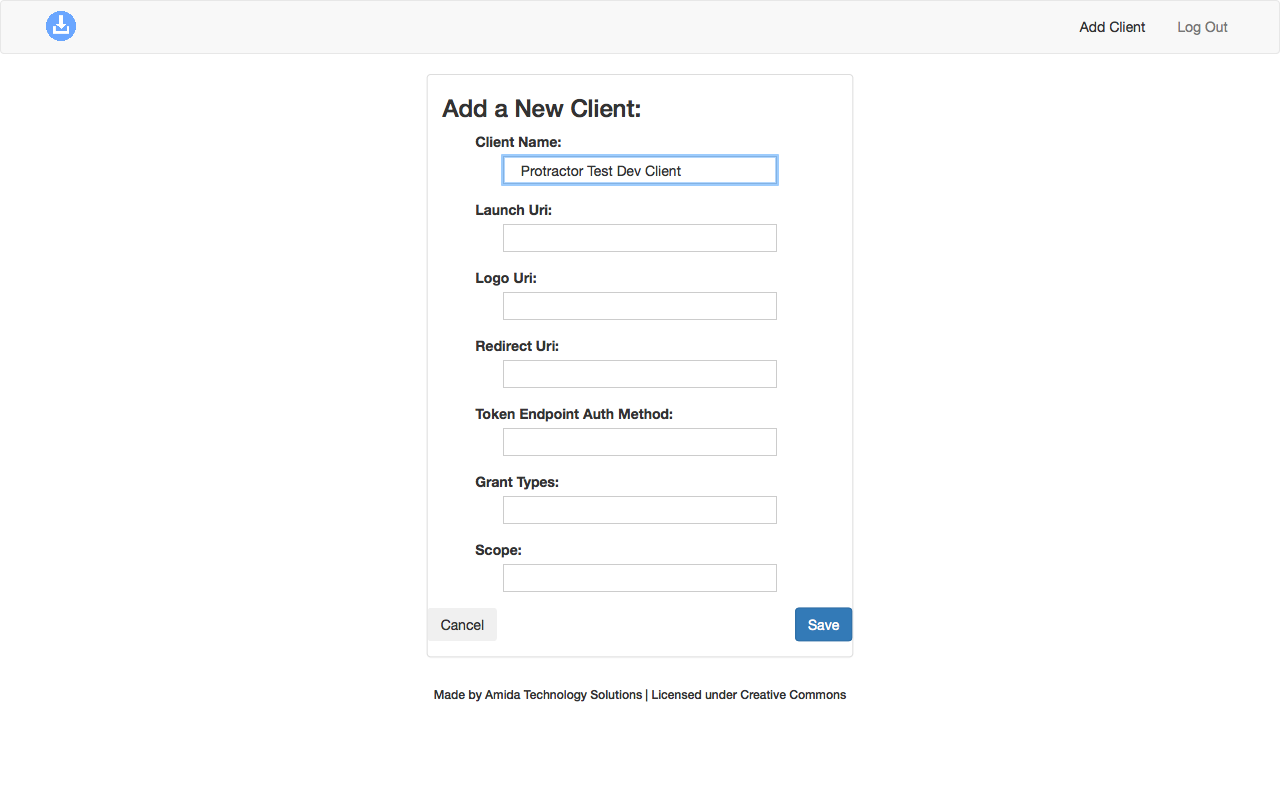 Add Client Log Out
Add a New Client:
Client Name:
Protractor Test Dev Client
Launch Uri:
Logo Uri:
Redirect Uri:
Token Endpoint Auth Method:
Grant Types:
Scope:
Cancel Save
Made by Amida Technology Solutions | Licensed under Creative Commons